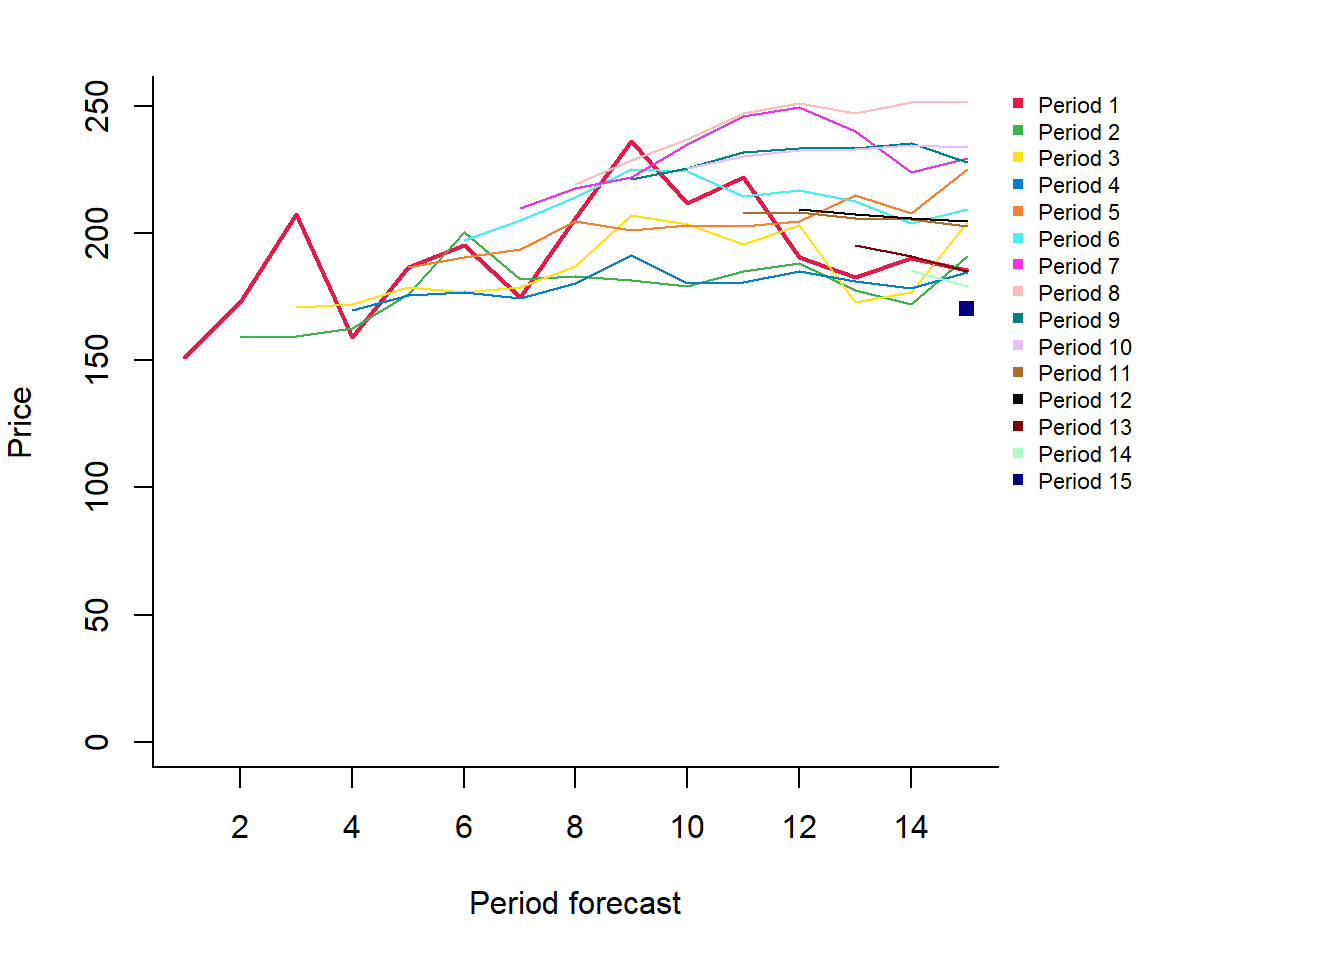 250
200
150
100
50
0
Price
2 4 6 8 10 12 14
Period forecast
Period 1
Period 2
Period 3
Period 4
Period 5
Period 6
Period 7
Period 8
Period 9
Period 10
Period 11
Period 12
Period 13
Period 14
Period 15